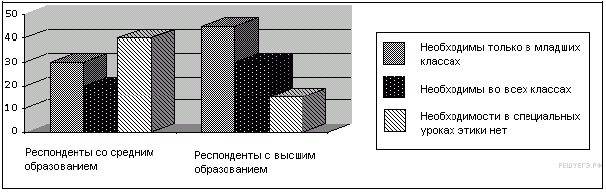 50
40
30
20
10
0
Респонденты со средним
образованием
Респонденты с высшим
образованием
Необходимы только в младших
классах
Необходимы во всех классах
Необходимости в специальных
уроках этики нет
РЕШУЕГЭ.РФ